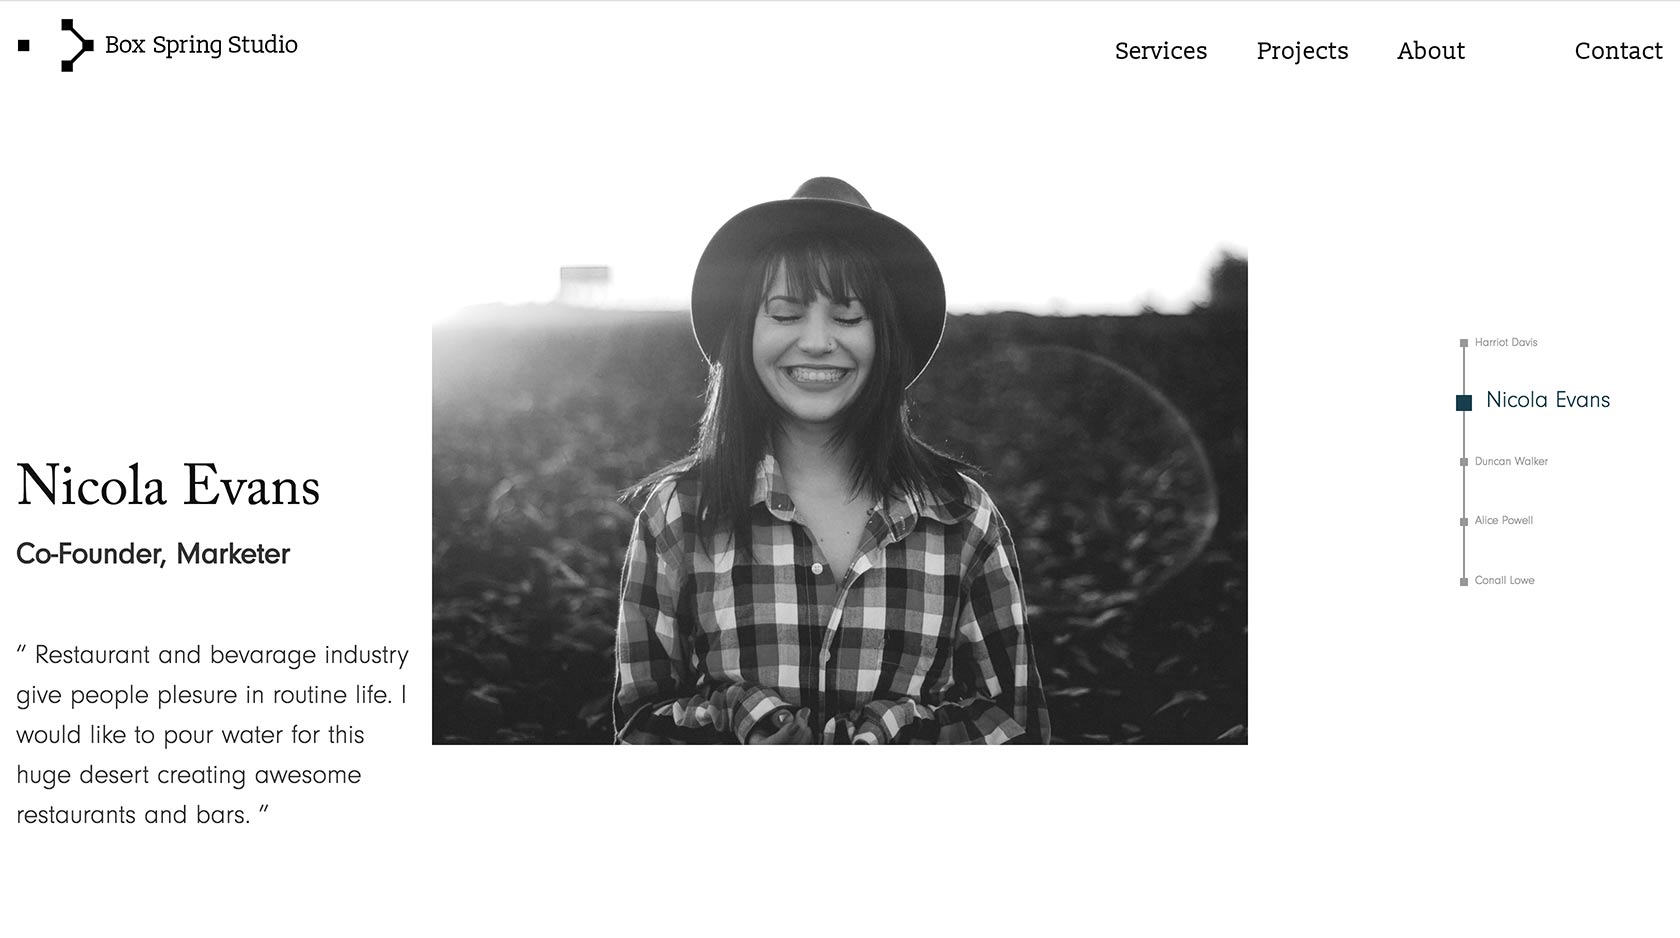 Box Spring Studio
Services Projects About Contact
Nicola Evans
Co-Founder, Marketer
“ Restaurant and bevarage industry
give people plesure in routine life. I
would like to pour water for this
huge desert creating awesome
restaurants and bars. ”
Harriot Davis
Nicola Evans
Duncan Walker
Alice Powell
Conall Lowe